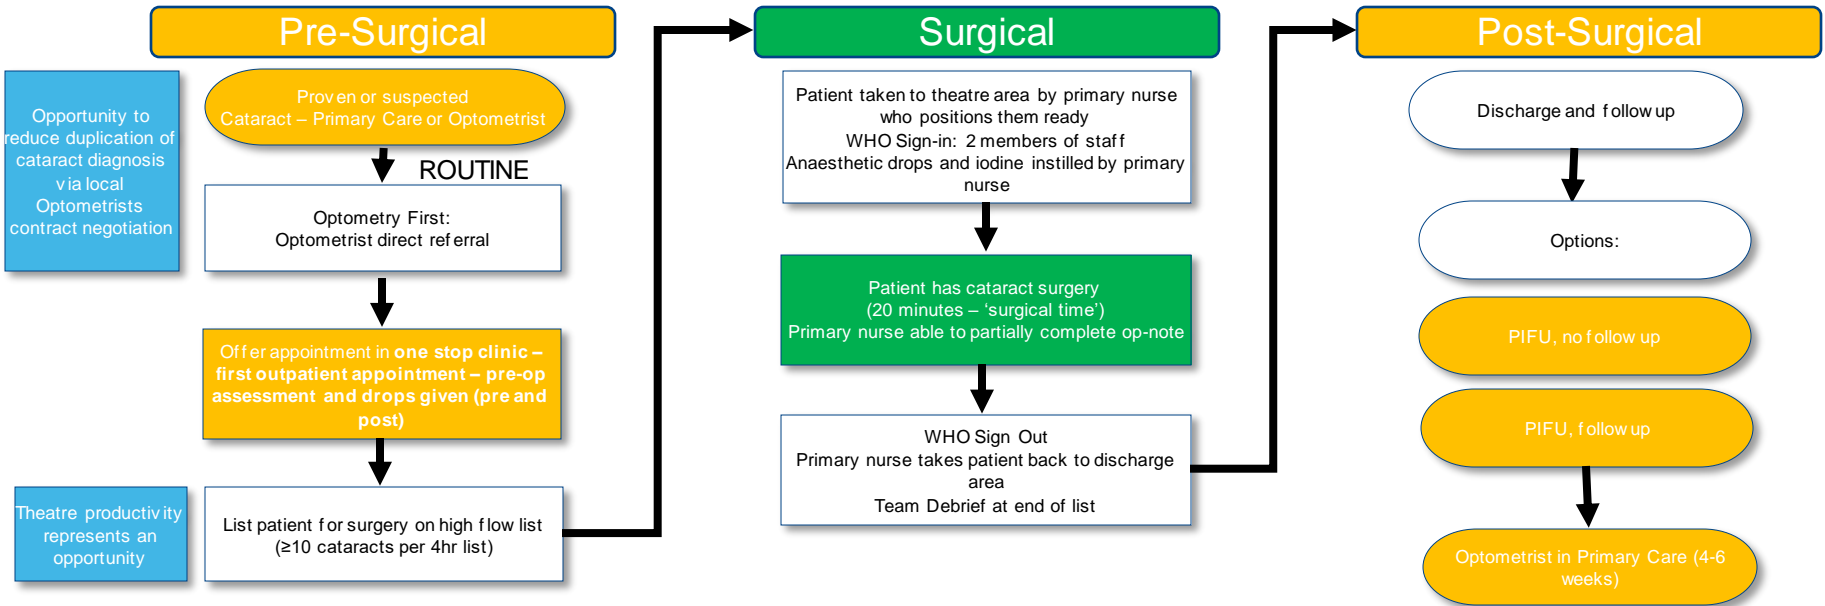 Pre-Surgical
Proven or suspected
Cataract – Primary Care or Optometrist
Opportunity to
reduce duplication of
cataract diagnosis
via local
Optometrists
contract negotiation
ROUTINE
Optometry First:
Optometrist direct referral
Offer appointment in one stop clinic –
first outpatient appointment – pre-op
assessment and drops given (pre and
post)
Theatre productivity
represents an
opportunity
List patient for surgery on high flow list
(≥10 cataracts per 4hr list)
Surgical
Patient taken to theatre area by primary nurse
who positions them ready
WHO Sign-in: 2 members of staff
Anaesthetic drops and iodine instilled by primary
nurse
Patient has cataract surgery
(20 minutes – ‘surgical time’)
Primary nurse able to partially complete op-note
WHO Sign Out
Primary nurse takes patient back to discharge
area
Team Debrief at end of list
Post-Surgical
Discharge and follow up
Options:
PIFU, no follow up
PIFU, follow up
Optometrist in Primary Care (4-6
weeks)